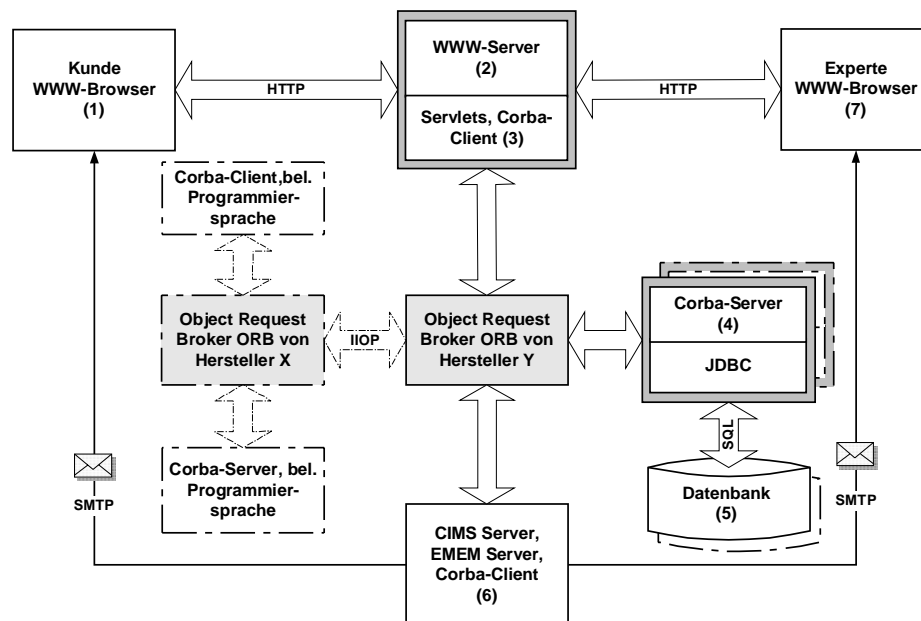 Kunde
WWW-Browser
(1)
HTTP
WWW-Server
(2)
Servlets, Corba-
Client (3)
HTTP
Experte
WWW-Browser
(7)
Corba-Client,bel.
Programmier-
sprache
Object Request
Broker ORB von
Hersteller X
IIOP
Object Request
Broker ORB von
Hersteller Y
Corba-Server
(4)
JDBC
SQL
Corba-Server, bel.
Programmier-
sprache
Datenbank
(5)
SMTP
SMTP
CIMS Server,
EMEM Server,
Corba-Client
(6)